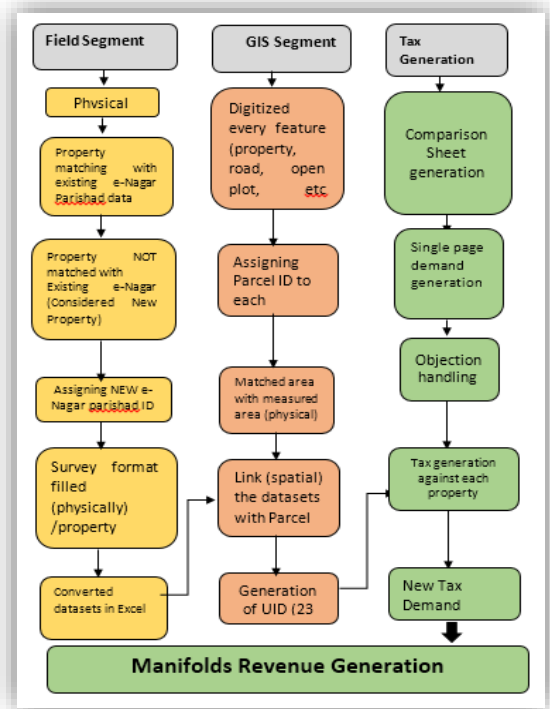 Field Segment
Physical
Property
matching with
existing e-Nagar
Parishad data
Property NOT
matched with
Existing e-Nagar
(Considered New
Property)
Assigning NEW e-
Nagar parishad ID
Survey format
filled
(physically)
/property
Converted
datasets in Excel
GIS Segment
Digitized
every feature
(property,
road, open
plot, etc
Assigning
Parcel ID to
each
Matched area
with measured
area (physical)
Link (spatial)
the datasets
with Parcel
Generation
of UID (23
Tax
Generation
Comparison
Sheet
generation
Single page
demand
generation
Objection
handling
Tax generation
against each
property
New Tax
Demand
Manifolds Revenue Generation